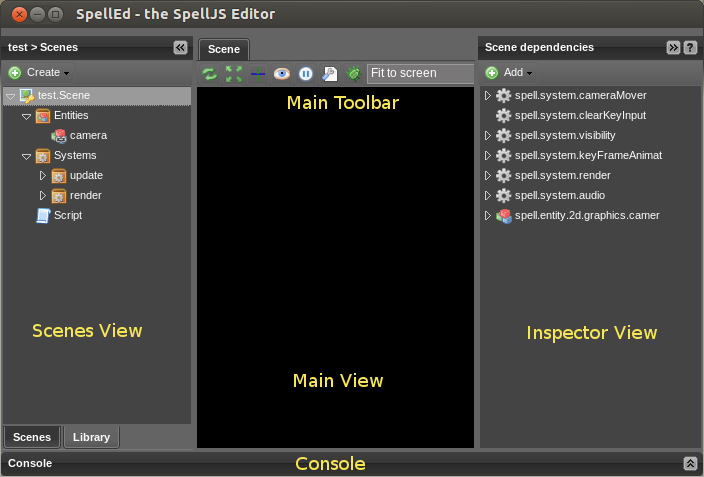 SpellEd - the SpellJS Editor
test > Scenes
Create
test.Scene
Entities
camera
Systems
update
render
Script
Scenes View
Scenes
Library
Scene
Fit to screen
Main Toolbar
Main View
Scene dependencies
?
Add
spell.system.cameraMover
spell.system.clearKeyInput
spell.system.visibility
spell.system.keyFrameAnimat
spell.system.render
spell.system.audio
spell.entity.2d.graphics.camer
Inspector View
Console
Console